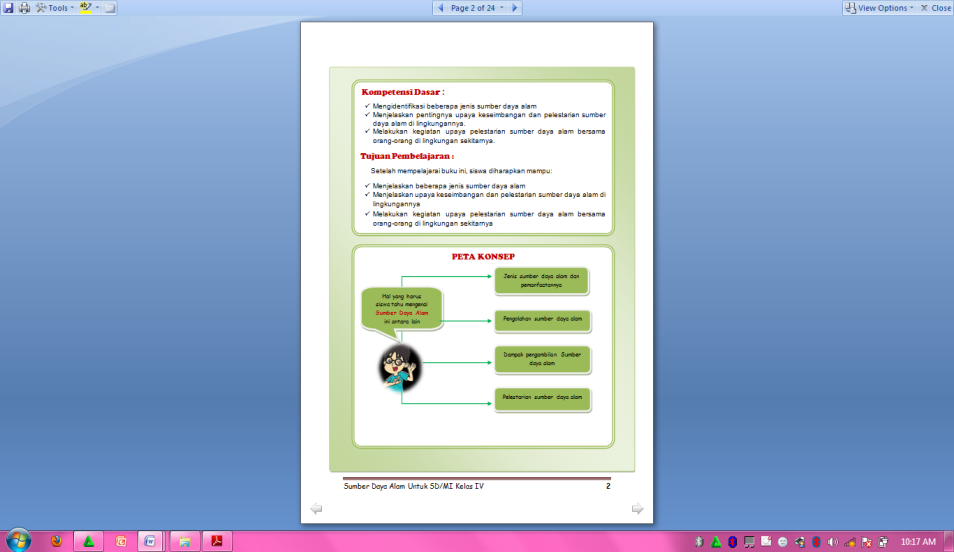 Tools
Page 2 of 24
View Options
Close
Kompetensi Dasar :
✓ Mengidentifikasi beberapa jenis sumber daya alam
✓ Menjelaskan pentingnya upaya keseimbangan dan pelestarian sumber
daya alam di lingkungannya.
✓ Melakukan kegiatan upaya pelestarian sumber daya alam bersama
orang-orang di lingkungan sekitarnya.
Tujuan Pembelajaran :
Setelah mempelajarai buku ini, siswa diharapkan mampu:
✓ Menjelaskan beberapa jenis sumber daya alam
✓ Menjelaskan upaya keseimbangan dan pelestarian sumber daya alam di
lingkungannya
✓ Melakukan kegiatan upaya pelestarian sumber daya alam bersama
orang-orang di lingkungan sekitarnya
PETA KONSEP
Hal yang harus
siswa tahu mengenai
Sumber Daya Alam
ini antara lain
Jenis sumber daya alam dan
pemanfaatannya
Pengolahan sumber daya alam
Dampak pengambilan Sumber
daya alam
Pelestarian sumber daya alam
Sumber Daya Alam Untuk SD/MI Kelas IV 2
10:17 AM